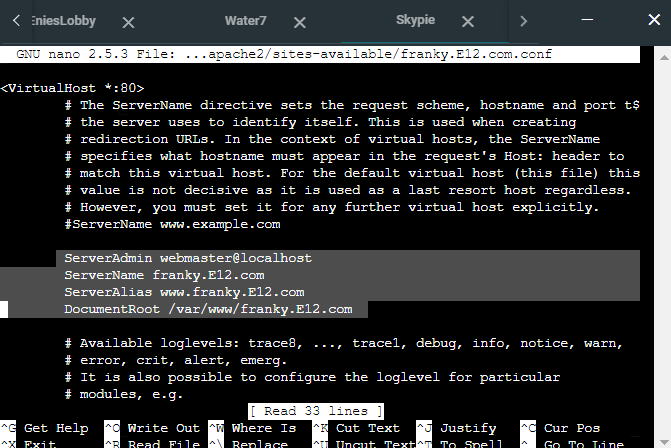 EniesLobby
Water7
Skypie
GNU nano 2.5.3 File: ...apache2/sites-available/franky.E12.com.conf
<VirtualHost *:80>
# The ServerName directive sets the request scheme, hostname and port t$
# the server uses to identify itself. This is used when creating
# redirection URLs. In the context of virtual hosts, the ServerName
# specifies what hostname must appear in the request's Host: header to
# match this virtual host. For the default virtual host (this file) this
# value is not decisive as it is used as a last resort host regardless.
# However, you must set it for any further virtual host explicitly.
#ServerName www.example.com
ServerAdmin webmaster@localhost
ServerName franky.E12.com
ServerAlias www.franky.E12.com
DocumentRoot /var/www/franky.E12.com
# Available loglevels: trace8, ..., trace1, debug, info, notice, warn,
# error, crit, alert, emerg.
# It is also possible to configure the loglevel for particular
# modules, e.g.
[ Read 33 lines ]
^G Get Help ^O Write Out ^W Where Is ^K Cut Text ^J Justify ^C Cur Pos
^X Exit ^R Read File ^\ Replace ^U Uncut Text ^T To Spell ^_ Go To Line